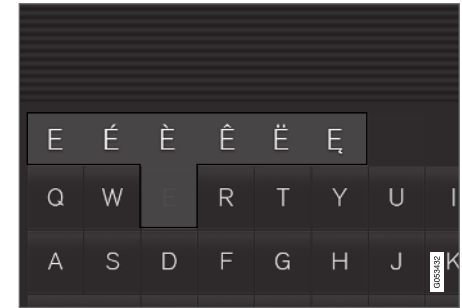 E É È Ê Ë Ę
Q W E R T Y U I
A S D F G H J K
G053432